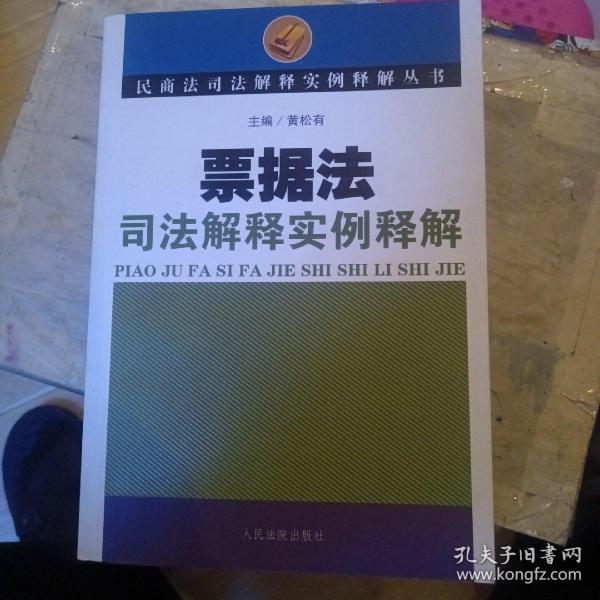 民商法司法解释实例释解丛书
主编/黄松有
票据法
司法解释实例释解
PIAO JU FA SI FA JIE SHI SHI LI SHI JIE
人民法院出版社
孔夫子旧书网
www.kongfz.com